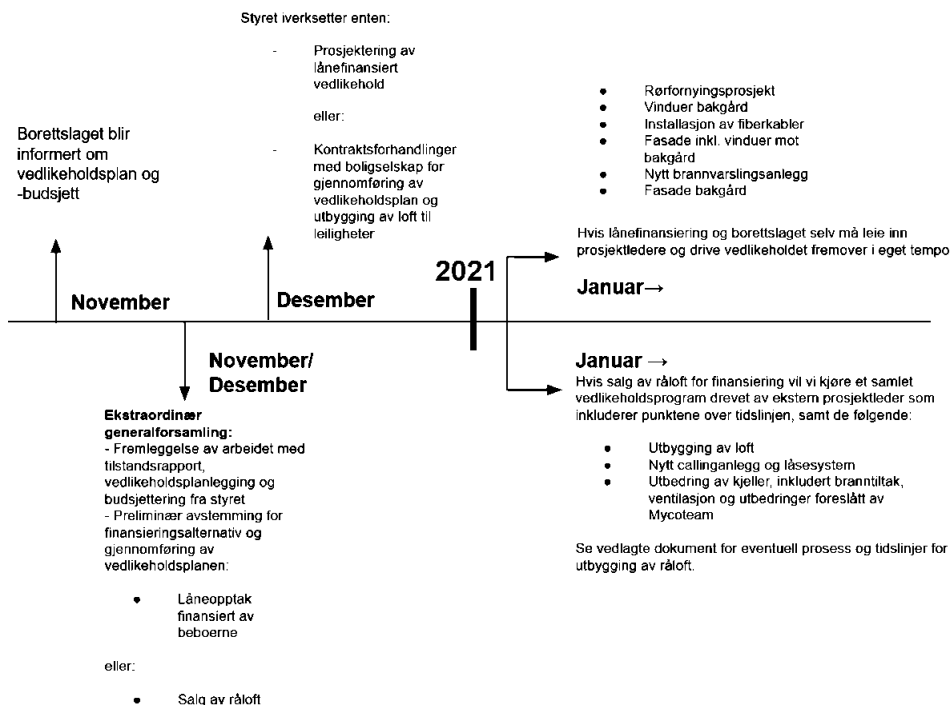 Styret iverksetter enten:
- Prosjektering av
lånefinansiert
vedlikehold
eller:
- Kontraktsforhandlinger
med boligselskap for
gjennomføring av
vedlikeholdsplan og
utbygging av loft til
leiligheter
Borettslaget blir
informert om
vedlikeholdsplan og
-budsjett
● Rørfornyingsprosjekt
● Vinduer bakgård
● Installasjon av fiberkabler
● Fasade inkl. vinduer mot
bakgård
● Nytt brannvarslingsanlegg
● Fasade bakgård
Hvis lånefinansiering og borettslaget selv må leie inn
prosjektledere og drive vedlikeholdet fremover i eget tempo
2021
November
Desember
Januar→
November/
Desember
Ekstraordinær
generalforsamling:
- Fremleggelse av arbeidet med
tilstandsrapport,
vedlikeholdsplanlegging og
budsjettering fra styret
- Preliminær avstemming for
finansieringsalternativ og
gjennomføring av
vedlikeholdsplanen:
● Låneopptak
finansiert av
beboerne
eller:
● Salg av råloft
Januar →
Hvis salg av råloft for finansiering vil vi kjøre et samlet
vedlikeholdsprogram drevet av ekstern prosjektleder som
inkluderer punktene over tidslinjen, samt de følgende:
● Utbygging av loft
● Nytt callinganlegg og låsesystem
● Utbedring av kjeller, inkludert branntiltak,
ventilasjon og utbedringer foreslått av
Mycoteam
Se vedlagte dokument for eventuell prosess og tidslinjer for
utbygging av råloft.